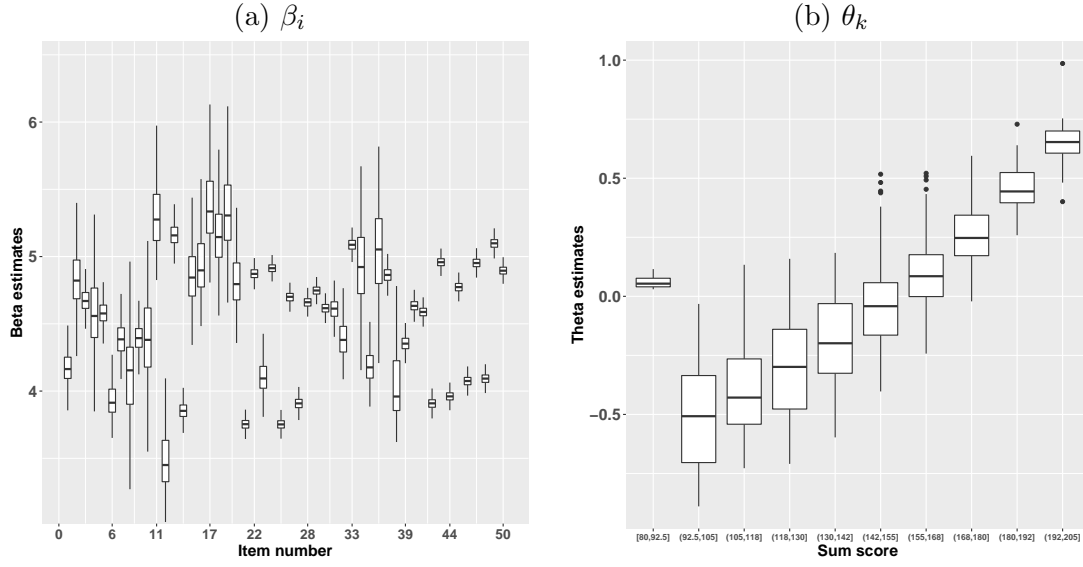 (a) βᵢ
Beta estimates
6
5
4
0 6 11 17 22 28 33 39 44 50
Item number
(b) θₖ
Theta estimates
1.0
0.5
0.0
−0.5
[80,92.5] (92.5,105] (105,118] (118,130] (130,142] (142,155] (155,168] (168,180] (180,192] (192,205]
Sum score